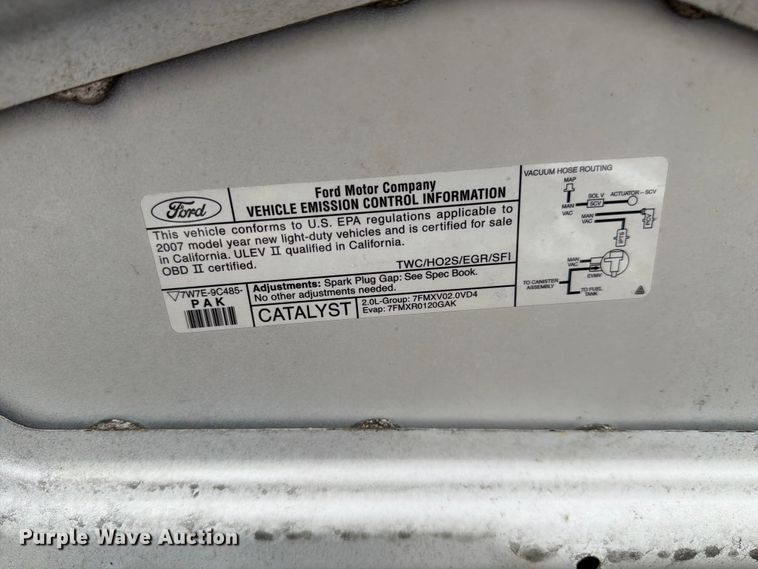 Ford
Ford Motor Company
VEHICLE EMISSION CONTROL INFORMATION
This vehicle conforms to U.S. EPA regulations applicable to
2007 model year new light-duty vehicles and is certified for sale
in California. ULEV II qualified in California.
OBD II certified.
TWC/HO2S/EGR/SFI
7W7E-9C485-
PAK
Adjustments: Spark Plug Gap: See Spec Book.
No other adjustments needed.
CATALYST
2.0L-Group: 7FMXV02.0VD4
Evap: 7FMXR0120GAK
VACUUM HOSE ROUTING
MAP
SOL V
ACTUATOR - SCV
MAN
SCV
VAC
MAN
VAC
PCV
MAN
VAC
EVMV
TO CANISTER
ASSEMBLY
TO FUEL
TANK
Purple Wave Auction